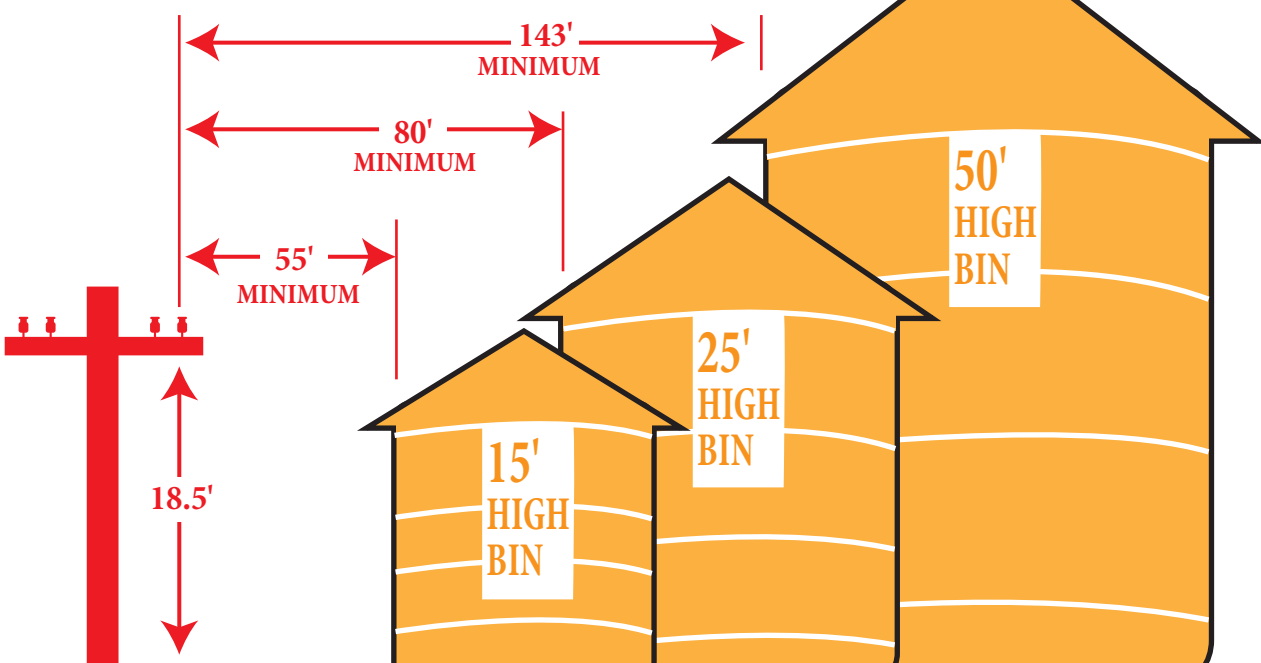 143'
MINIMUM
80'
MINIMUM
55'
MINIMUM
18.5'
15'
HIGH
BIN
25'
HIGH
BIN
50'
HIGH
BIN